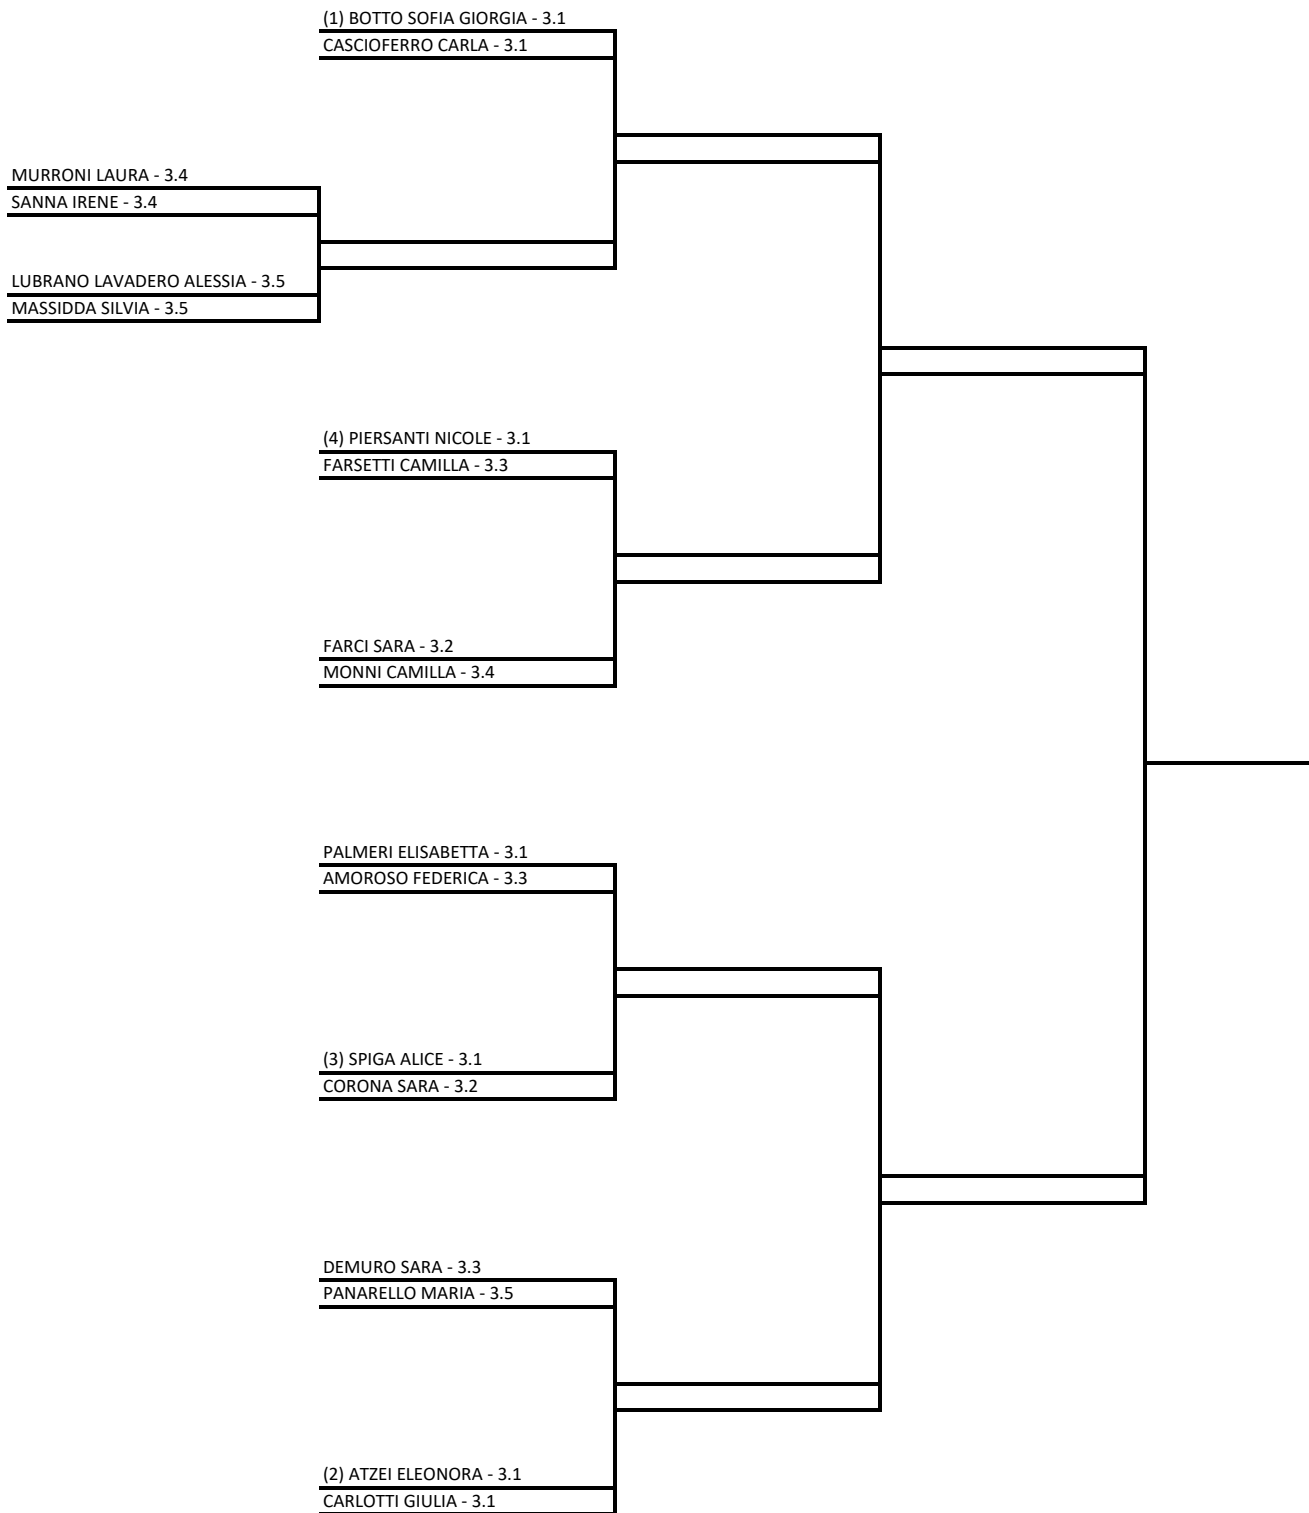 (1) BOTTO SOFIA GIORGIA - 3.1
CASCIOFERRO CARLA - 3.1
MURRONI LAURA - 3.4
SANNA IRENE - 3.4
LUBRANO LAVADERO ALESSIA - 3.5
MASSIDDA SILVIA - 3.5
(4) PIERSANTI NICOLE - 3.1
FARSETTI CAMILLA - 3.3
FARCI SARA - 3.2
MONNI CAMILLA - 3.4
PALMERI ELISABETTA - 3.1
AMOROSO FEDERICA - 3.3
(3) SPIGA ALICE - 3.1
CORONA SARA - 3.2
DEMURO SARA - 3.3
PANARELLO MARIA - 3.5
(2) ATZEI ELEONORA - 3.1
CARLOTTI GIULIA - 3.1